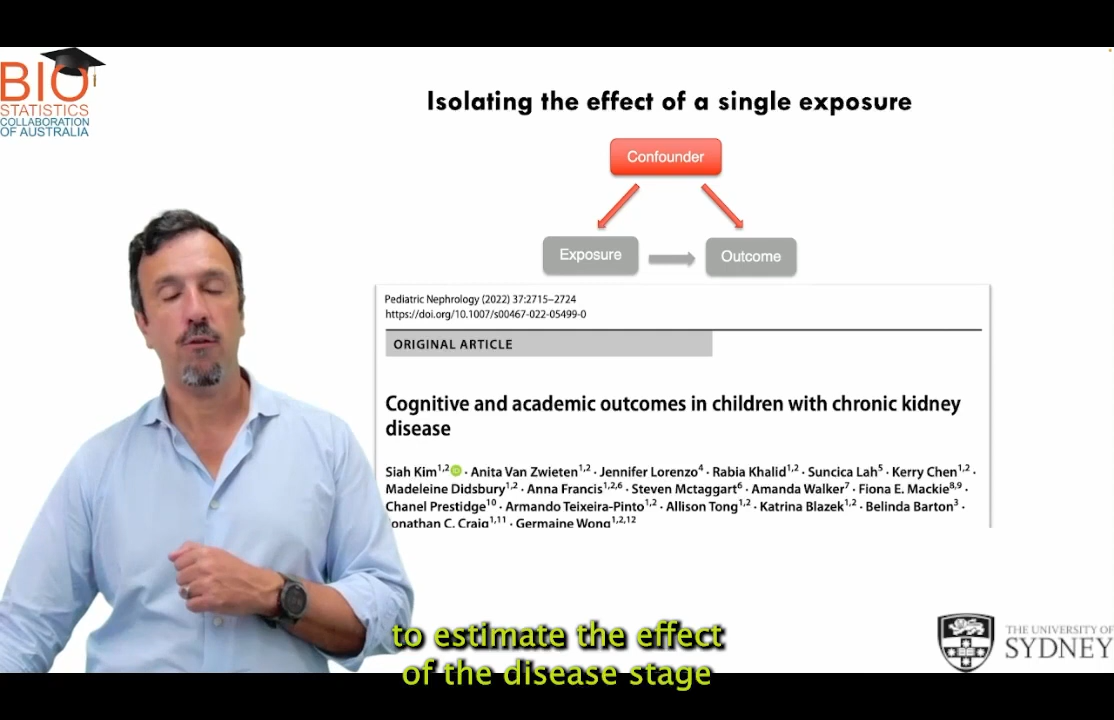 BIO
STATISTICS
COLLABORATION
OF AUSTRALIA
Isolating the effect of a single exposure
Confounder
Exposure
Outcome
Pediatric Nephrology (2022) 37:2715–2724
https://doi.org/10.1007/s00467-022-05499-0
ORIGINAL ARTICLE
Cognitive and academic outcomes in children with chronic kidney
disease
Siah Kim1,2 · Anita Van Zwieten1,2 · Jennifer Lorenzo4 · Rabia Khalid1,2 · Suncica Lah5 · Kerry Chen1,2 ·
Madeleine Didsbury1,2 · Anna Francis1,2,6 · Steven Mctaggart6 · Amanda Walker7 · Fiona E. Mackie8,9 ·
Chanel Prestidge10 · Armando Teixeira-Pinto1,2 · Allison Tong1,2 · Katrina Blazek1,2 · Belinda Barton3 ·
onathan C. Craig1,11 · Germaine Wong1,2,12
to estimate the effect
of the disease stage
THE UNIVERSITY OF
SYDNEY